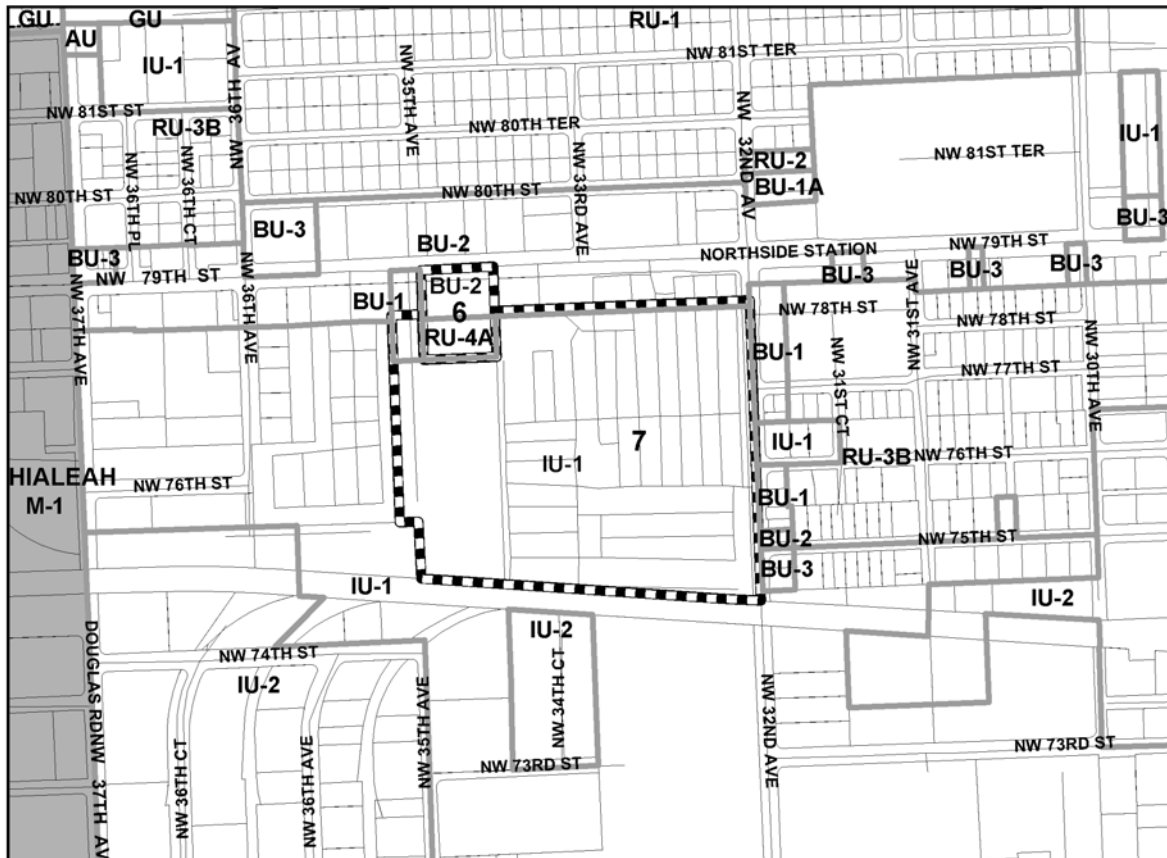 GU
GU
RU-1
AU
IU-1
NW 36TH AV
NW 35TH AVE
NW 81ST TER
NW 81ST ST
RU-3B
NW 80TH TER
NW 32ND AV
IU-1
NW 36TH PL
NW 36TH CT
NW 33RD AVE
RU-2
NW 81ST TER
NW 80TH ST
NW 80TH ST
BU-1A
BU-3
BU-3
BU-2
NORTHSIDE STATION
NW 79TH ST
BU-3
NW 79TH ST
BU-3
BU-3
BU-3
BU-2
BU-1
6
NW 37TH AVE
NW 36TH AVE
NW 78TH ST
NW 31ST AVE
NW 78TH ST
RU-4A
BU-1
NW 31ST CT
NW 77TH ST
NW 30TH AVE
7
IU-1
IU-1
RU-3B
NW 76TH ST
HIALEAH
M-1
NW 76TH ST
BU-1
BU-2
NW 75TH ST
BU-3
IU-1
IU-2
IU-2
NW 74TH ST
IU-2
DOUGLAS RD
NW 37TH AV
NW 36TH CT
NW 36TH AVE
NW 35TH AVE
NW 34TH CT
NW 32ND AVE
NW 73RD ST
NW 73RD ST